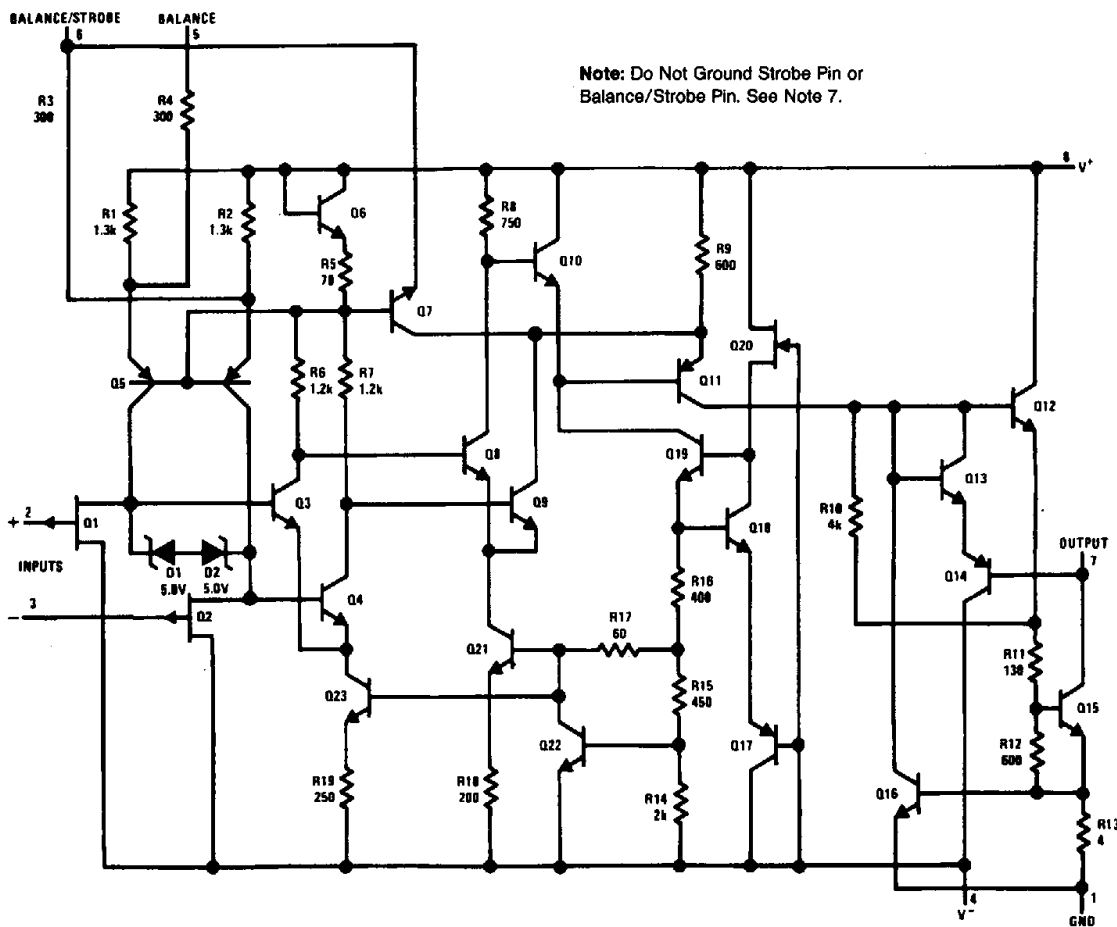 BALANCE/STROBE
6
BALANCE
5
Note: Do Not Ground Strobe Pin or
Balance/Strobe Pin. See Note 7.
R3
300
R4
300
8
V+
R1
1.3k
R2
1.3k
Q6
R5
70
R8
750
Q10
R9
600
Q7
Q20
Q5
R6
1.2k
R7
1.2k
Q11
Q12
Q8
Q19
Q13
Q3
Q9
Q18
R10
4k
+
2
Q1
INPUTS
D1
5.0V
D2
5.0V
OUTPUT
7
Q14
R16
400
-
3
Q2
Q4
R17
60
R11
130
Q21
R15
450
Q15
Q23
Q22
Q17
R12
600
R19
250
R18
200
R14
2k
Q16
R13
4
4
V-
1
GND